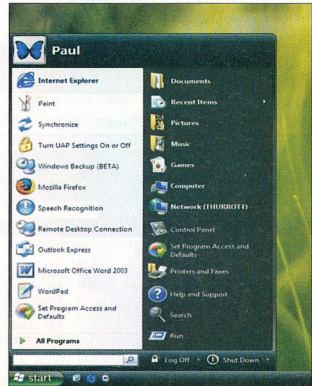 Paul
Internet Explorer
Paint
Synchronize
Turn UAP Settings On or Off
Windows Backup (BETA)
Mozilla Firefox
Speech Recognition
Remote Desktop Connection
Outlook Express
Microsoft Office Word 2003
WordPad
Set Program Access and
Defaults
All Programs
Documents
Recent Items
Pictures
Music
Games
Computer
Network (THURROTT)
Control Panel
Set Program Access and
Defaults
Printers and Faxes
Help and Support
Search
Run
Log Off
Shut Down
start